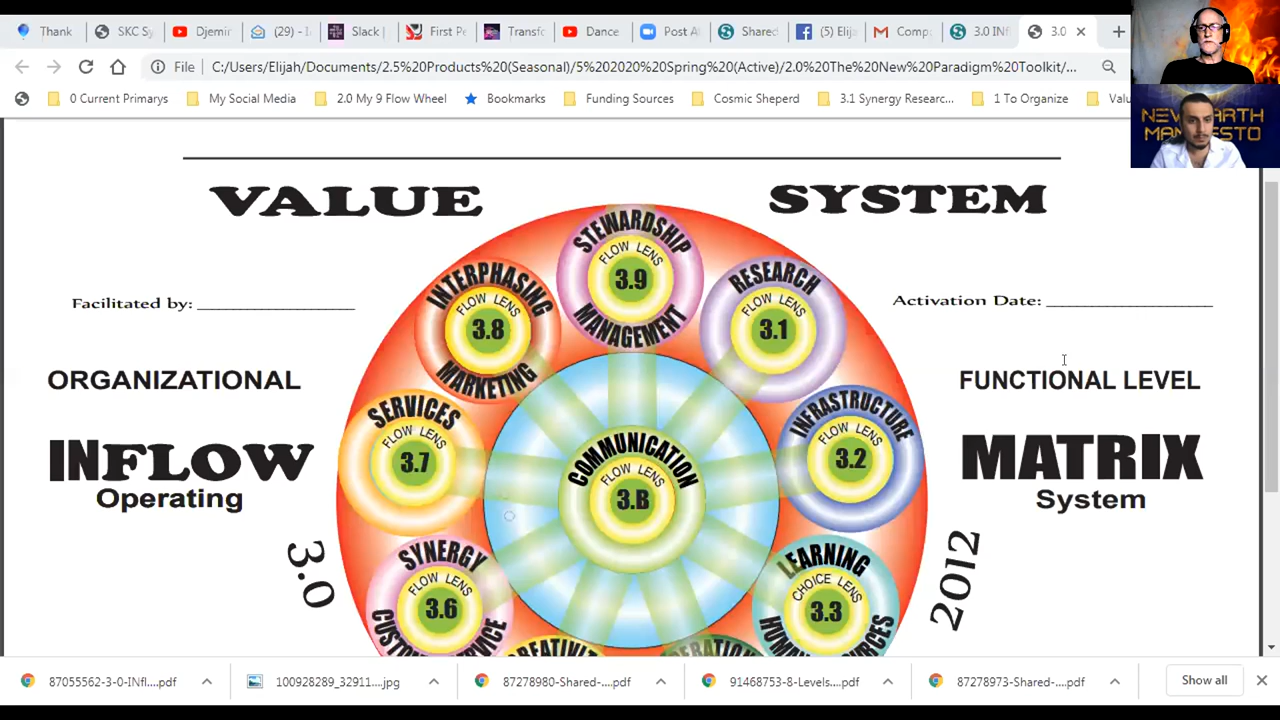 Thank
SKC Sy
Djemir
(29) - I
Slack |
First Pe
Transfo
Dance
Post A
Shared
(5) Elija
Comp
3.0 INf
3.0
File
C:/Users/Elijah/Documents/2.5%20Products%20(Seasonal)/5%202020%20Spring%20(Active)/2.0%20The%20New%20Paradigm%20Toolkit/...
0 Current Primarys
My Social Media
2.0 My 9 Flow Wheel
Bookmarks
Funding Sources
Cosmic Sheperd
3.1 Synergy Researc...
1 To Organize
Valu
NEW EARTH
MANIFESTO
VALUE SYSTEM
Facilitated by:
Activation Date:
ORGANIZATIONAL
INFLOW
Operating
FUNCTIONAL LEVEL
MATRIX
System
3.0
2012
STEWARDSHIP
FLOW LENS
3.9
MANAGEMENT
INTERPHASING
FLOW LENS
3.8
MARKETING
RESEARCH
FLOW LENS
3.1
SERVICES
FLOW LENS
3.7
INFRASTRUCTURE
FLOW LENS
3.2
COMMUNICATION
FLOW LENS
3.B
SYNERGY
FLOW LENS
3.6
LEARNING
CHOICE LENS
3.3
87055562-3-0-INfl....pdf
100928289_32911....jpg
87278980-Shared-....pdf
91468753-8-Levels....pdf
87278973-Shared-....pdf
Show all